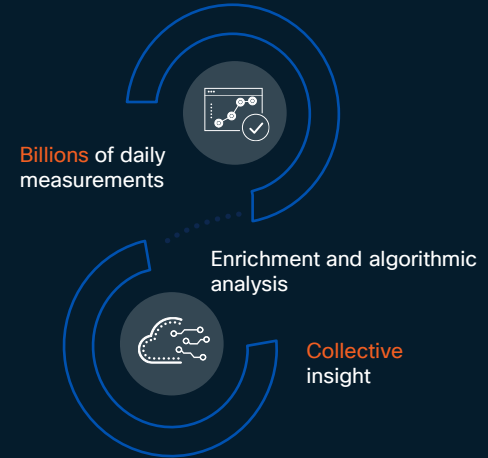 Billions of daily
measurements
Enrichment and algorithmic
analysis
Collective
insight